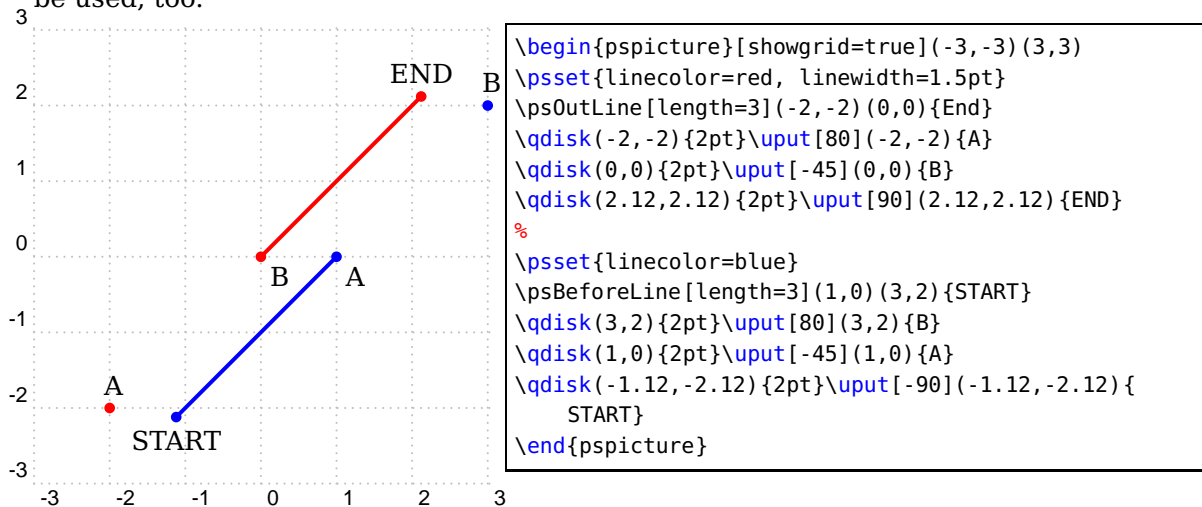 be used, too.
3
2
1
0
-1
-2
-3
-3 -2 -1 0 1 2 3
END
B
B
A
A
START
\begin{pspicture}[showgrid=true](-3,-3)(3,3)
\psset{linecolor=red, linewidth=1.5pt}
\psOutLine[length=3](-2,-2)(0,0){End}
\qdisk(-2,-2){2pt}\uput[80](-2,-2){A}
\qdisk(0,0){2pt}\uput[-45](0,0){B}
\qdisk(2.12,2.12){2pt}\uput[90](2.12,2.12){END}
%
\psset{linecolor=blue}
\psBeforeLine[length=3](1,0)(3,2){START}
\qdisk(3,2){2pt}\uput[80](3,2){B}
\qdisk(1,0){2pt}\uput[-45](1,0){A}
\qdisk(-1.12,-2.12){2pt}\uput[-90](-1.12,-2.12){
START}
\end{pspicture}